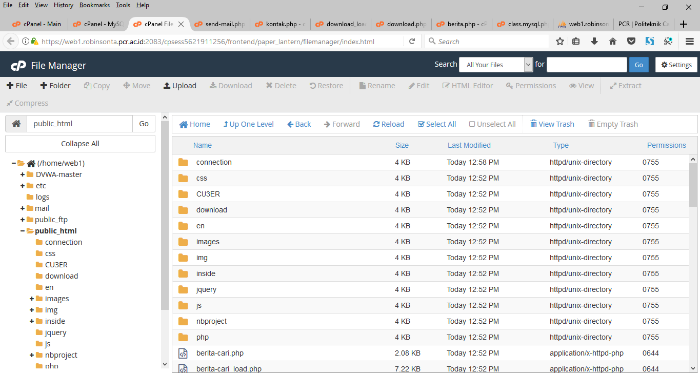 File Edit View History Bookmarks Tools Help
cPanel - Main
cPanel - MySC
cPanel File
send-mail.php
kontak.php - c
download_loa
download.php
berita.php - cl
class.mysql.p
web1.robinson
PCR | Politeknik C
https://web1.robinsonta.pcr.ac.id:2083/cpsess5621911256/frontend/paper_lantern/filemanager/index.html
Search
cP File Manager
Search All Your Files for Go Settings
File Folder Copy Move Upload Download Delete Restore Rename Edit HTML Editor Permissions View Extract
Compress
public_html Go
Collapse All
(/home/web1)
DVWA-master
etc
logs
mail
public_ftp
public_html
connection
css
CU3ER
download
en
images
img
inside
jquery
js
nbproject
php
Home Up One Level Back Forward Reload Select All Unselect All View Trash Empty Trash
Name Size Last Modified Type Permissions
connection 4 KB Today 12:58 PM httpd/unix-directory 0755
css 4 KB Today 12:52 PM httpd/unix-directory 0755
CU3ER 4 KB Today 12:52 PM httpd/unix-directory 0755
download 4 KB Today 12:52 PM httpd/unix-directory 0755
en 4 KB Today 12:52 PM httpd/unix-directory 0755
images 4 KB Today 12:52 PM httpd/unix-directory 0755
img 4 KB Today 12:52 PM httpd/unix-directory 0755
inside 4 KB Today 12:52 PM httpd/unix-directory 0755
jquery 4 KB Today 12:52 PM httpd/unix-directory 0755
js 4 KB Today 12:52 PM httpd/unix-directory 0755
nbproject 4 KB Today 12:52 PM httpd/unix-directory 0755
php 4 KB Today 12:52 PM httpd/unix-directory 0755
berita-cari.php 2.08 KB Today 12:52 PM application/x-httpd-php 0644
berita-cari_load.php 7.22 KB Today 12:52 PM application/x-httpd-php 0644